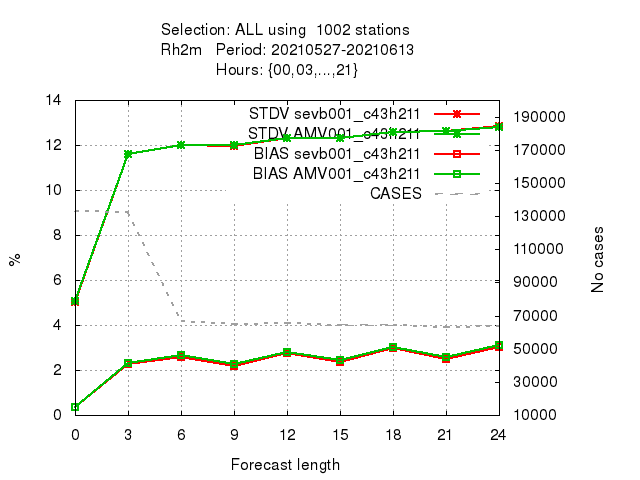 Selection: ALL using 1002 stations
Rh2m Period: 20210527-20210613
Hours: {00,03,...,21}
14
12
10
8
6
4
2
0
%
STDV sevb001_c43h211
STDV AMV001_c43h211
BIAS sevb001_c43h211
BIAS AMV001_c43h211
CASES
190000
170000
150000
130000
110000
90000
70000
50000
30000
10000
No cases
0 3 6 9 12 15 18 21 24
Forecast length